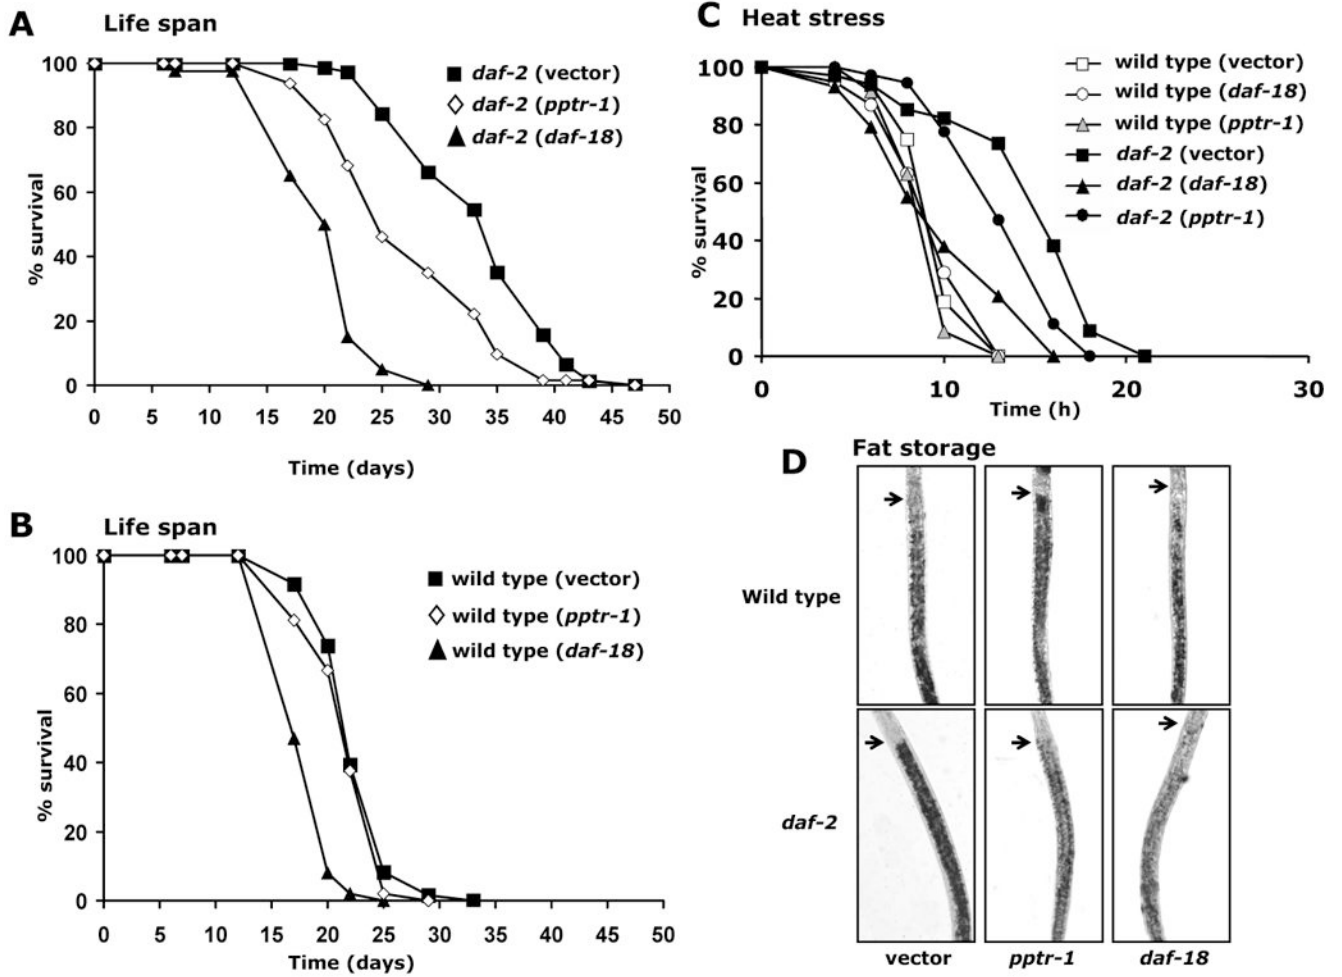 A Life span
daf-2 (vector)
daf-2 (pptr-1)
daf-2 (daf-18)
% survival
100
80
60
40
20
0
0 5 10 15 20 25 30 35 40 45 50
Time (days)
B Life span
wild type (vector)
wild type (pptr-1)
wild type (daf-18)
% survival
100
80
60
40
20
0
0 5 10 15 20 25 30 35 40 45 50
Time (days)
C Heat stress
wild type (vector)
wild type (daf-18)
wild type (pptr-1)
daf-2 (vector)
daf-2 (daf-18)
daf-2 (pptr-1)
% survival
100
80
60
40
20
0
0 10 20 30
Time (h)
D Fat storage
Wild type
daf-2
vector pptr-1 daf-18